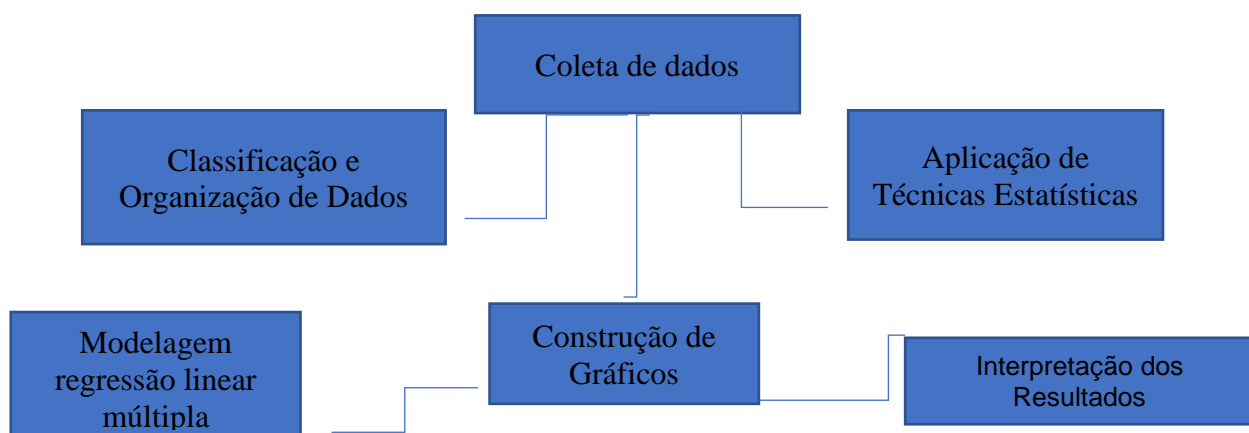 Coleta de dados
Classificação e
Organização de Dados
Aplicação de
Técnicas Estatísticas
Modelagem
regressão linear
múltipla
Construção de
Gráficos
Interpretação dos
Resultados